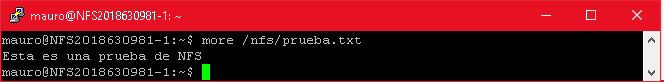 mauro@NFS2018630981-1: ~
mauro@NFS2018630981-1:~$ more /nfs/prueba.txt
Esta es una prueba de NFS
mauro@NFS2018630981-1:~$